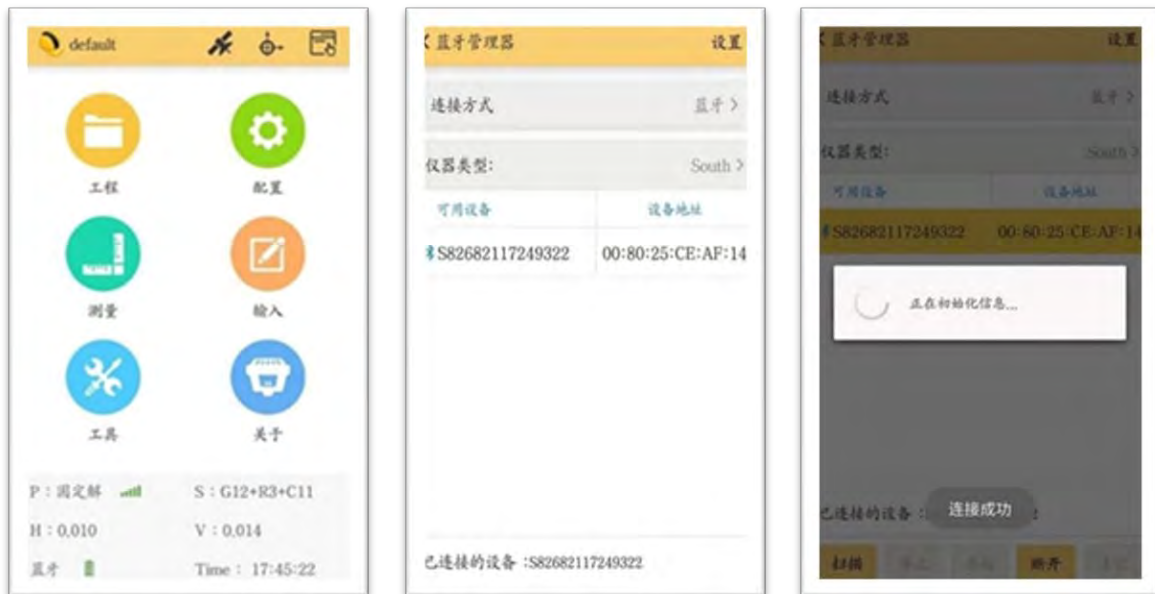 default
工程
配置
测量
输入
工具
关于
P：固定解
S：G12+R3+C11
H：0.010
V：0.014
蓝牙
Time： 17:45:22
蓝牙管理器
设置
连接方式
蓝牙 >
仪器类型:
South >
可用设备
设备地址
S82682117249322
00:80:25:CE:AF:14
已连接的设备 :S82682117249322
蓝牙管理器
设置
连接方式
蓝牙 >
仪器类型:
South >
可用设备
设备地址
S82682117249322
00:80:25:CE:AF:14
正在初始化信息...
连接成功
已连接的设备 :
扫描
断开